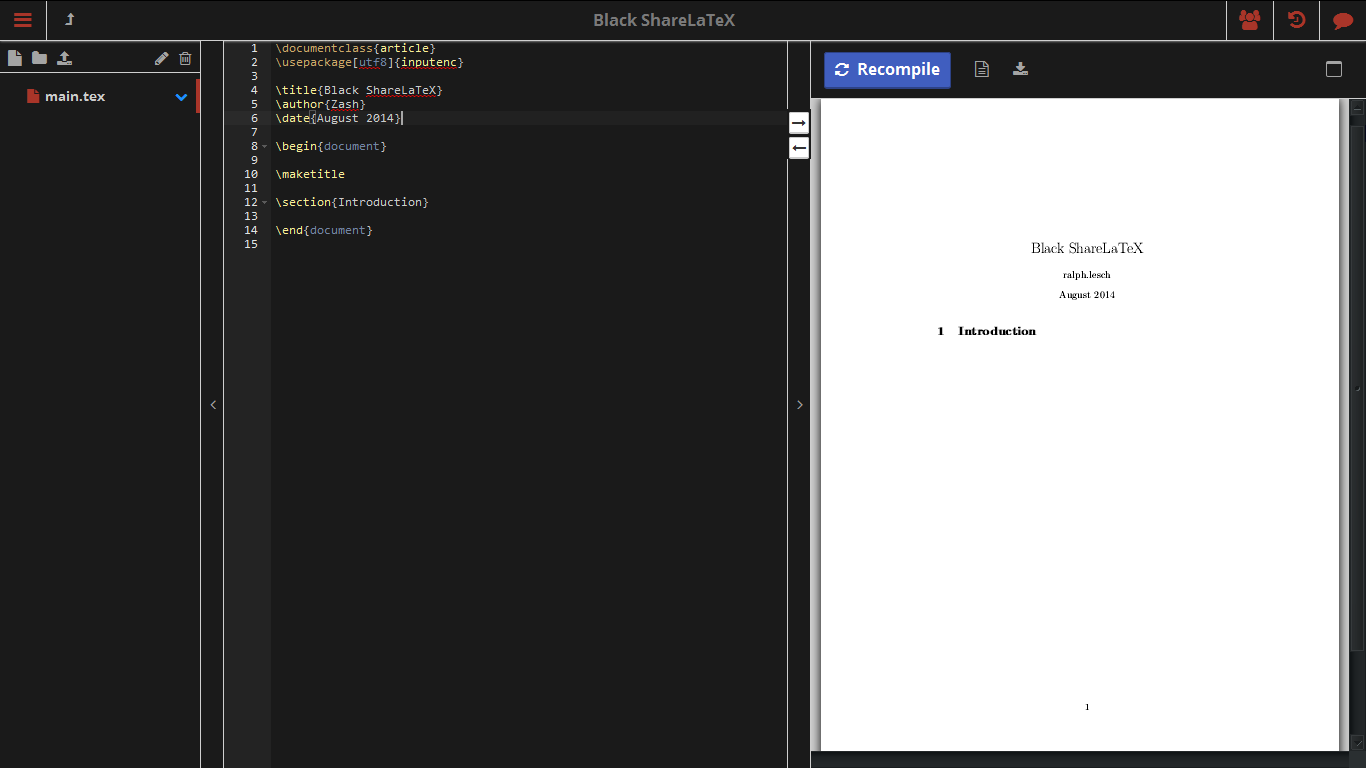 Black ShareLaTeX
main.tex
1 \documentclass{article}
2 \usepackage[utf8]{inputenc}
3
4 \title{Black ShareLaTeX}
5 \author{Zash}
6 \date{August 2014}
7
8 \begin{document}
9
10 \maketitle
11
12 \section{Introduction}
13
14 \end{document}
15
Recompile
Black ShareLaTeX
ralph.lesch
August 2014
1 Introduction
1